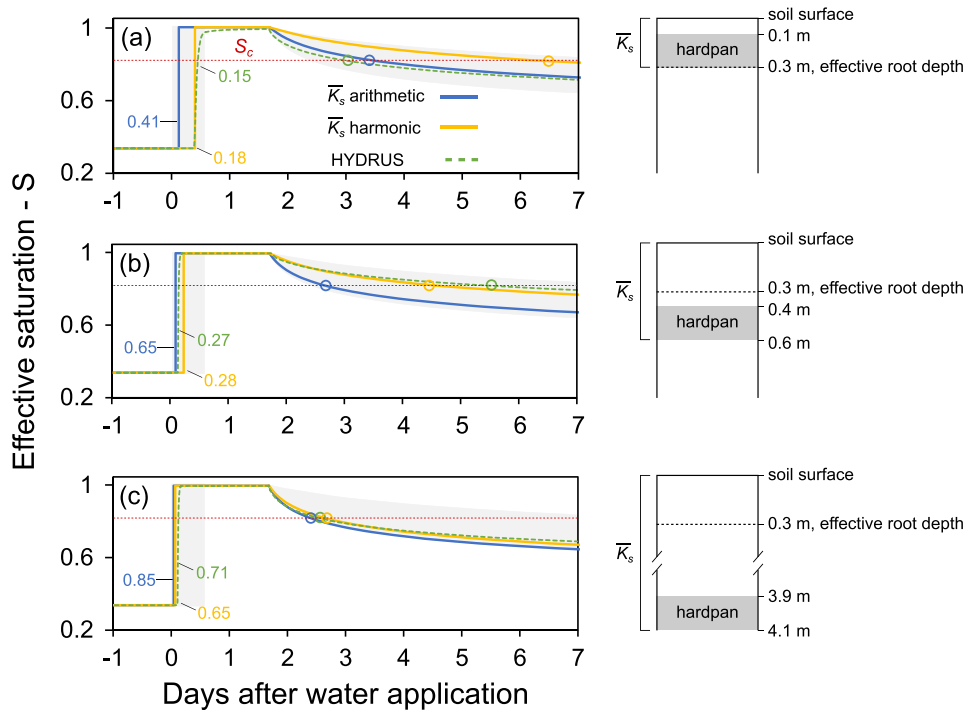 Effective saturation - S
1
0.6
0.2
(a)
S_c
0.15
0.41
0.18
K̅_s arithmetic
K̅_s harmonic
HYDRUS
-1 0 1 2 3 4 5 6 7
K̅_s
hardpan
soil surface
0.1 m
0.3 m, effective root depth
1
0.6
0.2
(b)
0.65
0.27
0.28
-1 0 1 2 3 4 5 6 7
K̅_s
hardpan
soil surface
0.3 m, effective root depth
0.4 m
0.6 m
1
0.6
0.2
(c)
0.85
0.71
0.65
-1 0 1 2 3 4 5 6 7
Days after water application
K̅_s
hardpan
soil surface
0.3 m, effective root depth
3.9 m
4.1 m